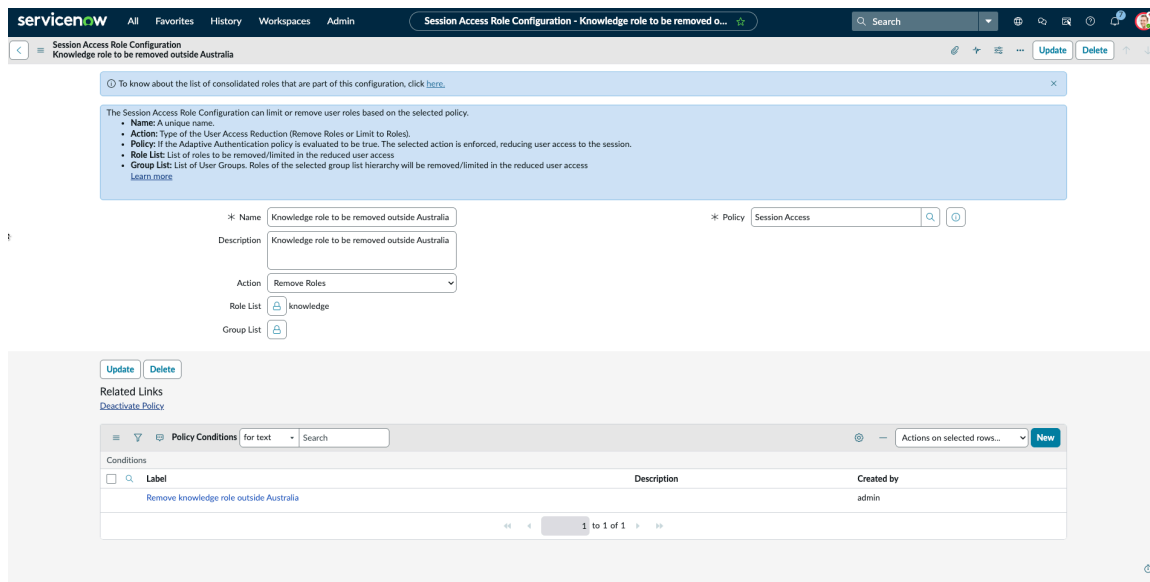 servicenow All Favorites History Workspaces Admin Session Access Role Configuration - Knowledge role to be removed o... Search 7
Session Access Role Configuration
Knowledge role to be removed outside Australia
Update Delete
To know about the list of consolidated roles that are part of this configuration, click here.
The Session Access Role Configuration can limit or remove user roles based on the selected policy.
• Name: A unique name.
• Action: Type of the User Access Reduction (Remove Roles or Limit to Roles).
• Policy: If the Adaptive Authentication policy is evaluated to be true. The selected action is enforced, reducing user access to the session.
• Role List: List of roles to be removed/limited in the reduced user access
• Group List: List of User Groups. Roles of the selected group list hierarchy will be removed/limited in the reduced user access
Learn more
Name Knowledge role to be removed outside Australia Policy Session Access
Description Knowledge role to be removed outside Australia
Action Remove Roles
Role List knowledge
Group List
Update Delete
Related Links
Deactivate Policy
Policy Conditions for text Search Actions on selected rows... New
Conditions
Label Description Created by
Remove knowledge role outside Australia admin
1 to 1 of 1